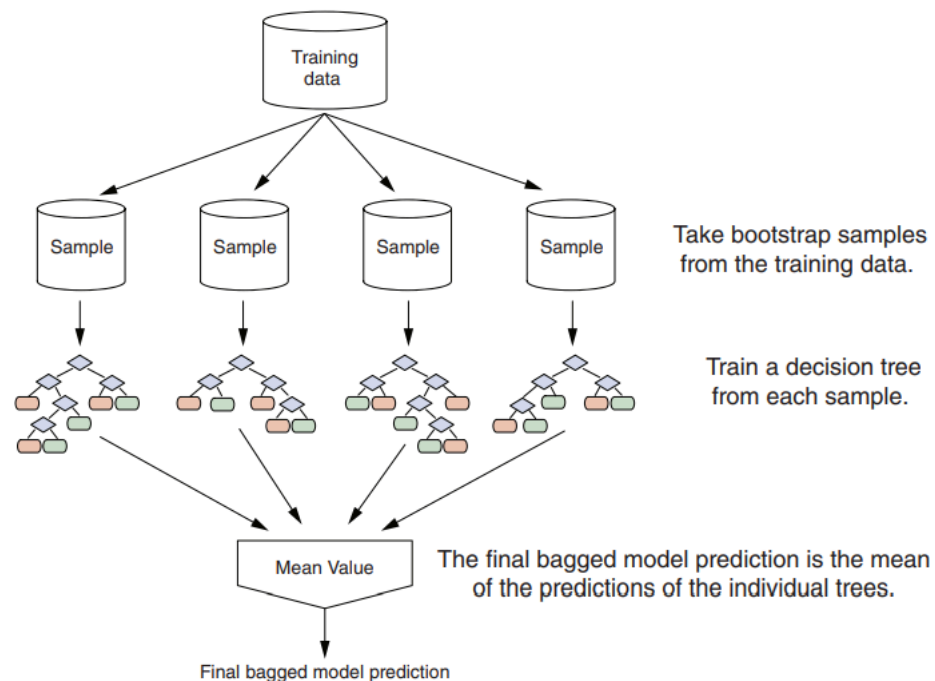 Training
data
Sample
Sample
Sample
Sample
Take bootstrap samples
from the training data.
Train a decision tree
from each sample.
Mean Value
The final bagged model prediction is the mean
of the predictions of the individual trees.
Final bagged model prediction